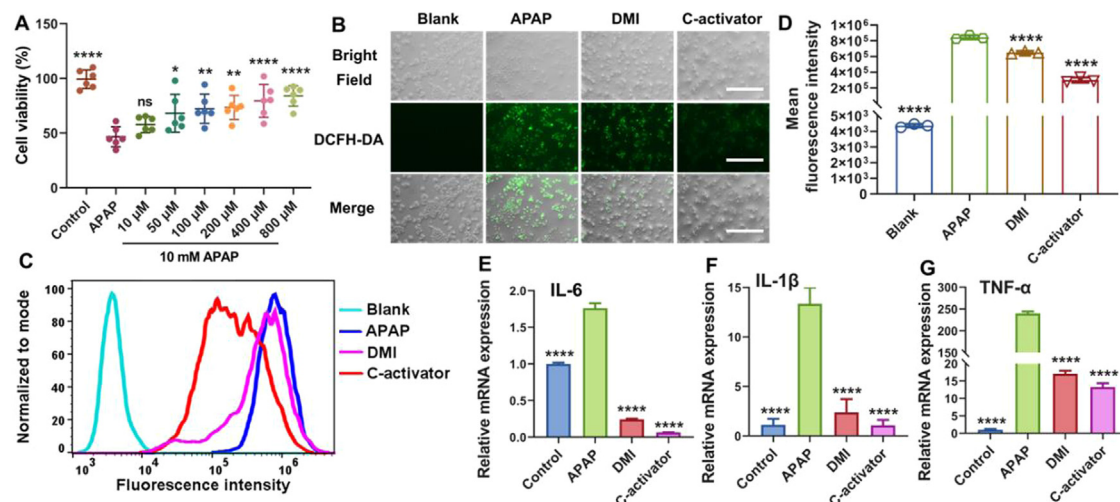 A
Cell viability (%)
150
100
50
0
****
ns
*
**
**
****
****
Control
APAP
10 μM
50 μM
100 μM
200 μM
400 μM
800 μM
10 mM APAP
B
Blank APAP DMI C-activator
Bright
Field
DCFH-DA
Merge
C
Normalized to mode
100
80
60
40
20
0
10³ 10⁴ 10⁵ 10⁶
Fluorescence intensity
Blank
APAP
DMI
C-activator
D
Mean
fluorescence intensity
1×10⁶
8×10⁵
6×10⁵
4×10⁵
2×10⁵
5×10³
4×10³
3×10³
2×10³
1×10³
0
****
****
****
Blank
APAP
DMI
C-activator
E
IL-6
Relative mRNA expression
2.0
1.5
1.0
0.5
0.0
****
****
****
Control
APAP
DMI
C-activator
F
IL-1β
Relative mRNA expression
15
10
5
0
****
****
****
Control
APAP
DMI
C-activator
G
TNF-α
Relative mRNA expression
300
250
200
150
20
15
10
5
0
****
****
****
Control
APAP
DMI
C-activator